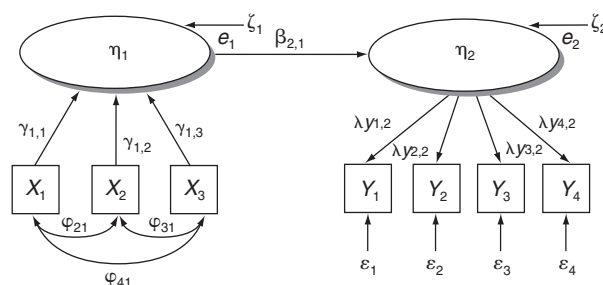 ζ1 ζ2
η1 e1 β2,1 η2 e2
γ1,1 γ1,2 γ1,3
λy1,2 λy2,2 λy3,2 λy4,2
X1 X2 X3 Y1 Y2 Y3 Y4
φ21 φ31
φ41
ε1 ε2 ε3 ε4